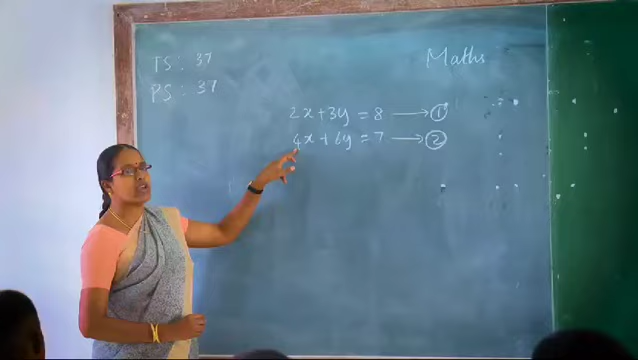 TS : 37
PS : 37
Maths
2x + 3y = 8 → ①
4x + 6y = 7 → ②